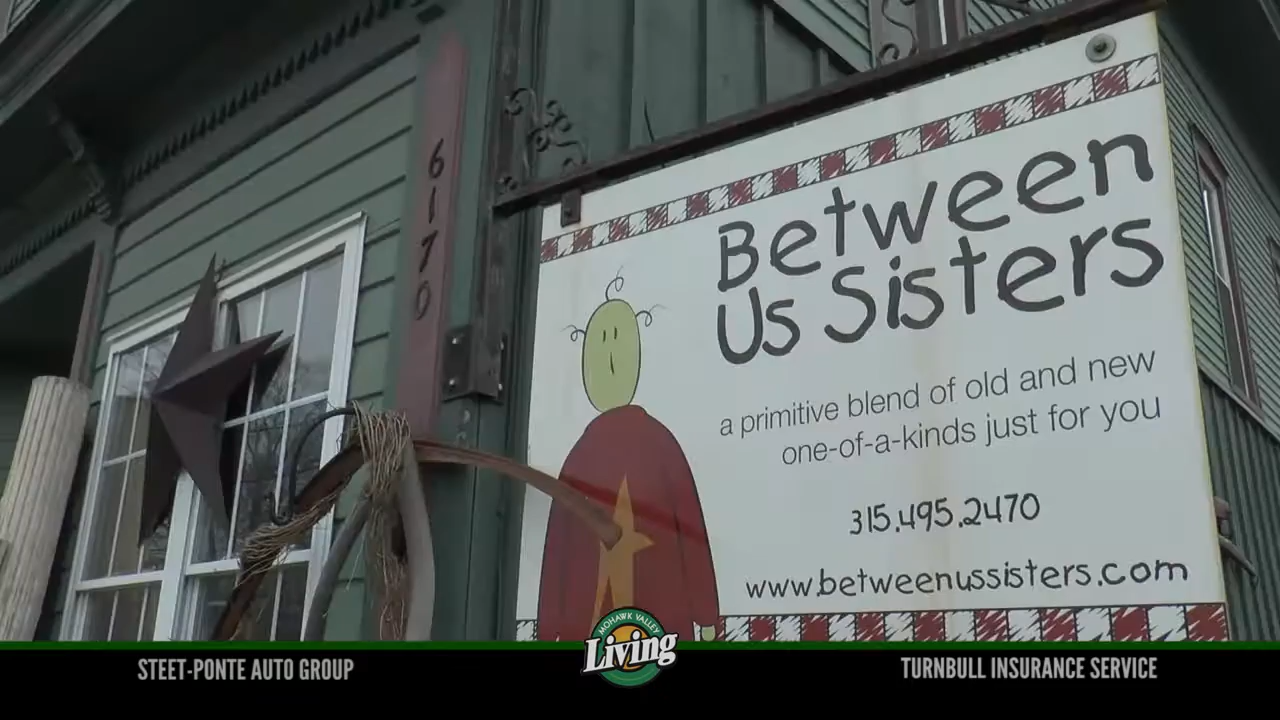 6170
Between
Us Sisters
a primitive blend of old and new
one-of-a-kinds just for you
315.495.2470
www.betweenussisters.com
STEET-PONTE AUTO GROUP
MOHAWK VALLEY
Living
TURNBULL INSURANCE SERVICE